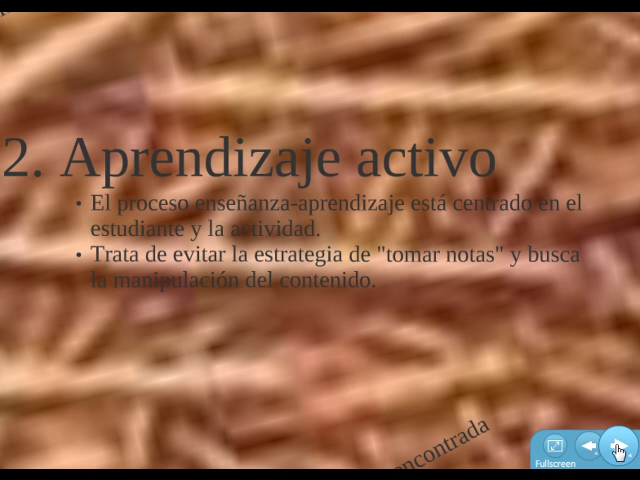 2. Aprendizaje activo
• El proceso enseñanza-aprendizaje está centrado en el
estudiante y la actividad.
• Trata de evitar la estrategia de "tomar notas" y busca
la manipulación del contenido.
encontrada
Fullscreen